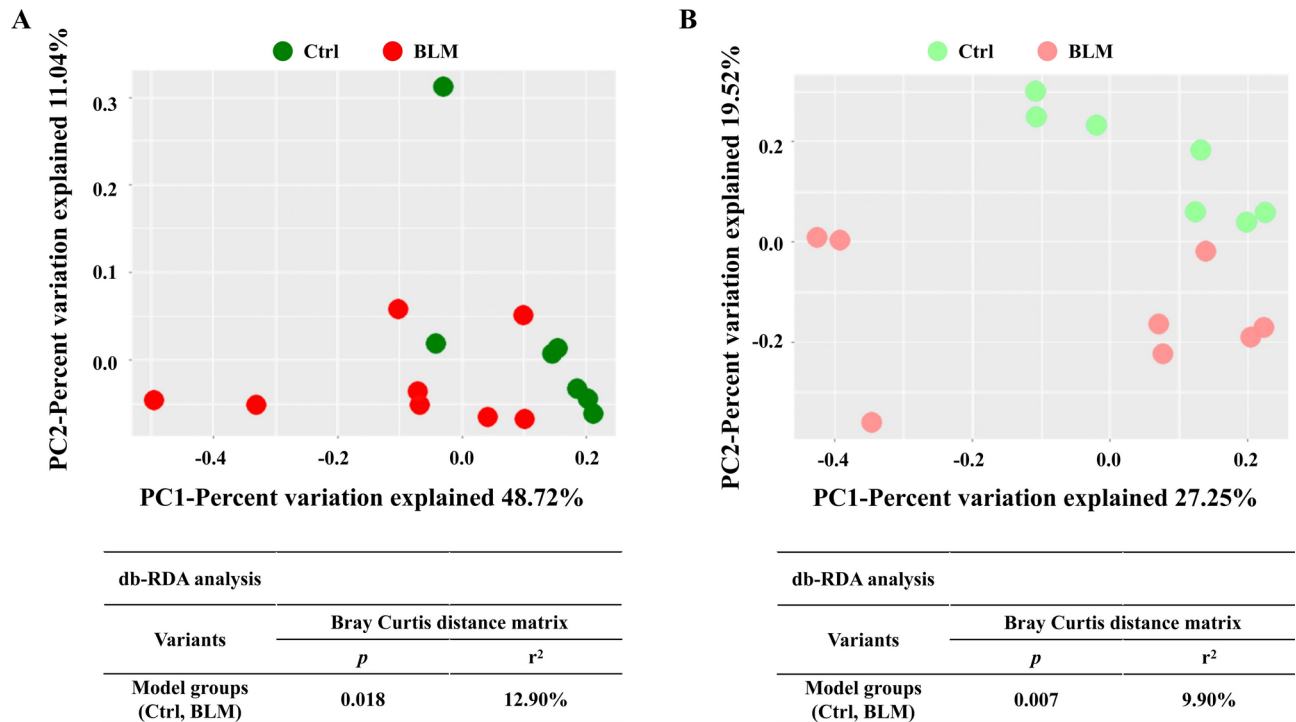 A
Ctrl BLM
PC2-Percent variation explained 11.04%
0.3
0.2
0.1
0.0
-0.4 -0.2 0.0 0.2
PC1-Percent variation explained 48.72%
db-RDA analysis
Variants
Bray Curtis distance matrix
p r²
Model groups
(Ctrl, BLM)
0.018 12.90%
B
Ctrl BLM
PC2-Percent variation explained 19.52%
0.2
0.0
-0.2
-0.4 -0.2 0.0 0.2
PC1-Percent variation explained 27.25%
db-RDA analysis
Variants
Bray Curtis distance matrix
p r²
Model groups
(Ctrl, BLM)
0.007 9.90%